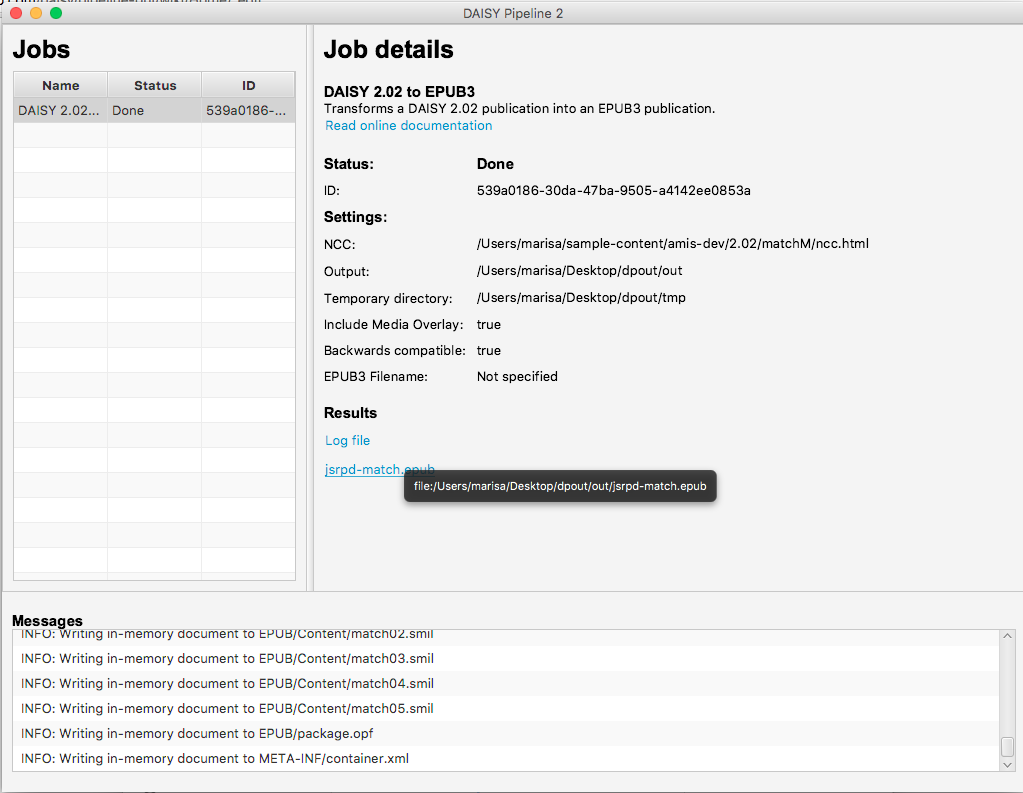 DAISY Pipeline 2
Jobs
Name Status ID
DAISY 2.02... Done 539a0186-...
Job details
DAISY 2.02 to EPUB3
Transforms a DAISY 2.02 publication into an EPUB3 publication.
Read online documentation
Status: Done
ID: 539a0186-30da-47ba-9505-a4142ee0853a
Settings:
NCC: /Users/marisa/sample-content/amis-dev/2.02/matchM/ncc.html
Output: /Users/marisa/Desktop/dpout/out
Temporary directory: /Users/marisa/Desktop/dpout/tmp
Include Media Overlay: true
Backwards compatible: true
EPUB3 Filename: Not specified
Results
Log file
jsrpd-match.epub
file:/Users/marisa/Desktop/dpout/out/jsrpd-match.epub
Messages
INFO: Writing in-memory document to EPUB/Content/match02.smil
INFO: Writing in-memory document to EPUB/Content/match03.smil
INFO: Writing in-memory document to EPUB/Content/match04.smil
INFO: Writing in-memory document to EPUB/Content/match05.smil
INFO: Writing in-memory document to EPUB/package.opf
INFO: Writing in-memory document to META-INF/container.xml